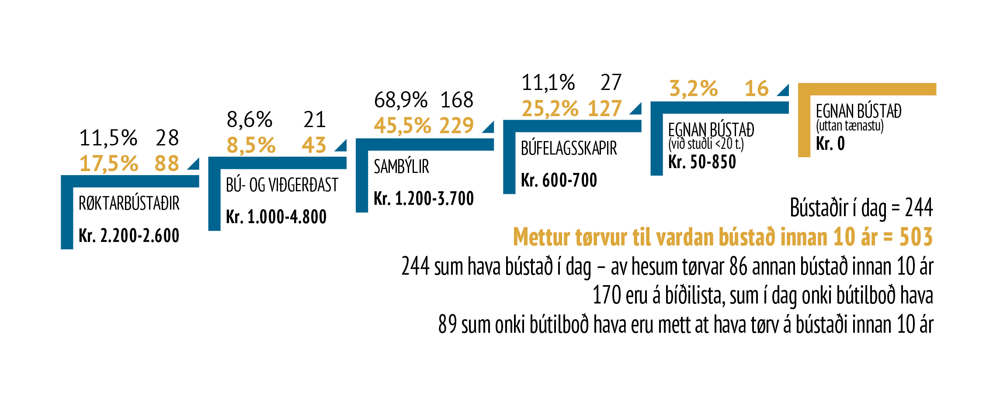 11,5% 28
17,5% 88
RØKTARBÚSTAÐIR
Kr. 2.200-2.600
8,6% 21
8,5% 43
BÚ- OG VIÐGERÐAST
Kr. 1.000-4.800
68,9% 168
45,5% 229
SAMBÝLIR
Kr. 1.200-3.700
11,1% 27
25,2% 127
BÚFELAGSSKAPIR
Kr. 600-700
3,2% 16
EGNAN BÚSTAÐ
(við stuðli <20 t.)
Kr. 50-850
EGNAN BÚSTAÐ
(uttan tænastu)
Kr. 0
Bústaðir í dag = 244
Mettur tørvur til vardan bústað innan 10 ár = 503
244 sum hava bústað í dag – av hesum tørvar 86 annan bústað innan 10 ár
170 eru á bíðilista, sum í dag onki bútilboð hava
89 sum onki bútilboð hava eru mett at hava tørv á bústaði innan 10 ár